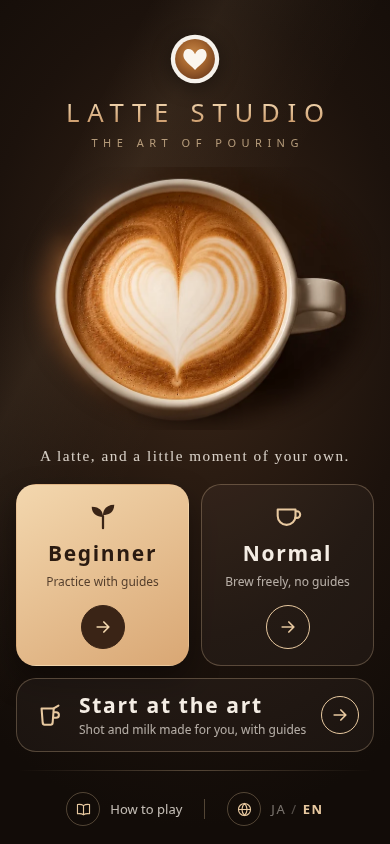 LATTE STUDIO
THE ART OF POURING
A latte, and a little moment of your own.
Beginner
Practice with guides
Normal
Brew freely, no guides
Start at the art
Shot and milk made for you, with guides
How to play
JA / EN